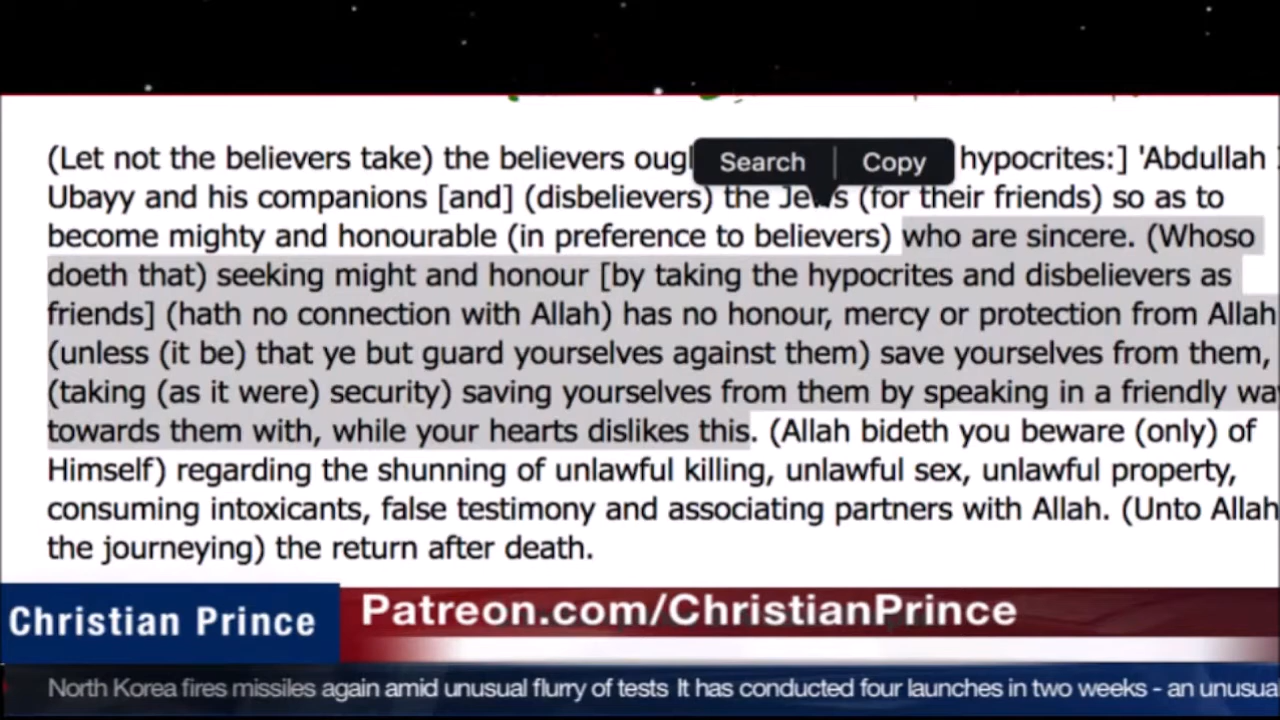 (Let not the believers take) the believers
Search
Copy
hypocrites:] 'Abdullah
Ubayy and his companions [and] (disbelievers) the Jews (for their friends) so as to
become mighty and honourable (in preference to believers) who are sincere. (Whoso
doeth that) seeking might and honour [by taking the hypocrites and disbelievers as
friends] (hath no connection with Allah) has no honour, mercy or protection from Allah
(unless (it be) that ye but guard yourselves against them) save yourselves from them,
(taking (as it were) security) saving yourselves from them by speaking in a friendly
towards them with, while your hearts dislikes this. (Allah bideth you beware (only) of
Himself) regarding the shunning of unlawful killing, unlawful sex, unlawful property,
consuming intoxicants, false testimony and associating partners with Allah. (Unto Allah
the journeying) the return after death.
Christian Prince
Patreon.com/ChristianPrince
North Korea fires missiles again amid unusual flurry of tests It has conducted four launches in two weeks - an unusua